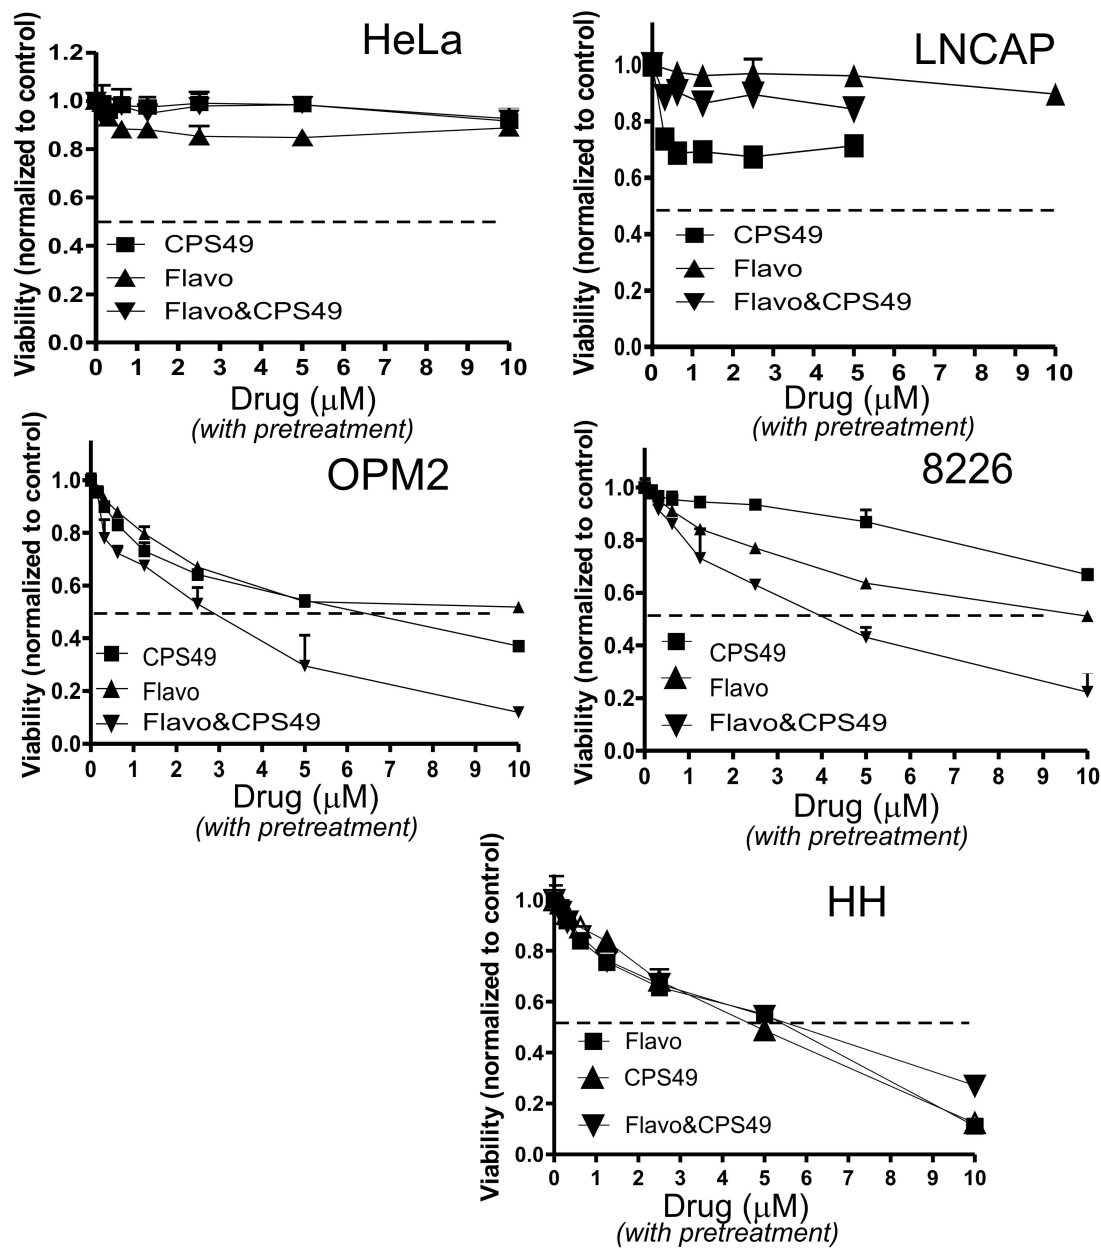 HeLa
Viability (normalized to control)
1.2
1.0
0.8
0.6
0.4
0.2
0.0
CPS49
Flavo
Flavo&CPS49
0 1 2 3 4 5 6 7 8 9 10
Drug (µM)
(with pretreatment)
LNCAP
Viability (normalized to control)
1.0
0.8
0.6
0.4
0.2
0.0
CPS49
Flavo
Flavo&CPS49
0 1 2 3 4 5 6 7 8 9 10
Drug (µM)
(with pretreatment)
OPM2
Viability (normalized to control)
1.0
0.8
0.6
0.4
0.2
0.0
CPS49
Flavo
Flavo&CPS49
0 1 2 3 4 5 6 7 8 9 10
Drug (µM)
(with pretreatment)
8226
Viability (normalized to control)
1.0
0.8
0.6
0.4
0.2
0.0
CPS49
Flavo
Flavo&CPS49
0 1 2 3 4 5 6 7 8 9 10
Drug (µM)
(with pretreatment)
HH
Viability (normalized to control)
1.0
0.8
0.6
0.4
0.2
0.0
Flavo
CPS49
Flavo&CPS49
0 1 2 3 4 5 6 7 8 9 10
Drug (µM)
(with pretreatment)